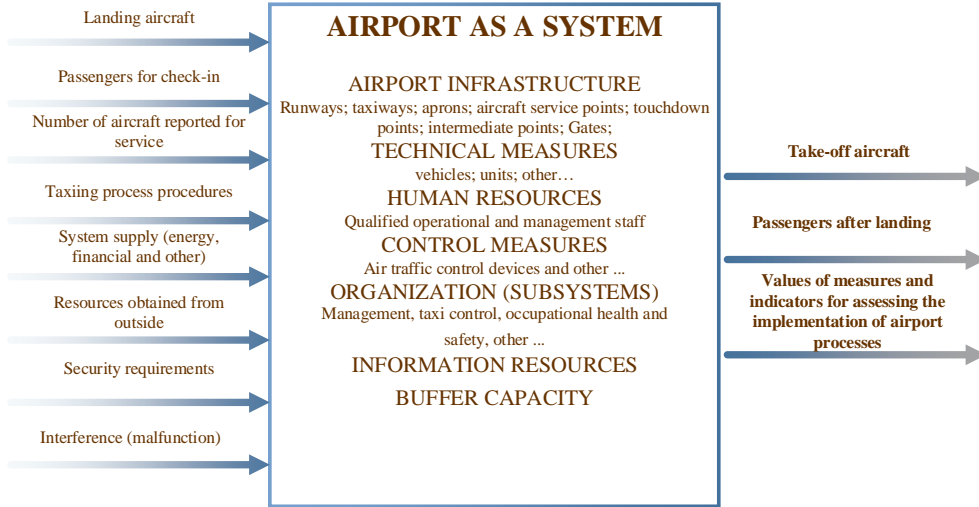 Landing aircraft
Passengers for check-in
Number of aircraft reported for
service
Taxiing process procedures
System supply (energy,
financial and other)
Resources obtained from
outside
Security requirements
Interference (malfunction)
AIRPORT AS A SYSTEM
AIRPORT INFRASTRUCTURE
Runways; taxiways; aprons; aircraft service points; touchdown
points; intermediate points; Gates;
TECHNICAL MEASURES
vehicles; units; other…
HUMAN RESOURCES
Qualified operational and management staff
CONTROL MEASURES
Air traffic control devices and other ...
ORGANIZATION (SUBSYSTEMS)
Management, taxi control, occupational health and
safety, other ...
INFORMATION RESOURCES
BUFFER CAPACITY
Take-off aircraft
Passengers after landing
Values of measures and
indicators for assessing the
implementation of airport
processes